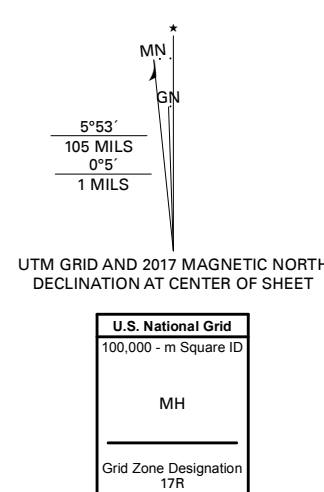 ★
MN
GN
5°53´
105 MILS
0°5´
1 MILS
UTM GRID AND 2017 MAGNETIC NORTH
DECLINATION AT CENTER OF SHEET
U.S. National Grid
100,000 - m Square ID
MH
Grid Zone Designation
17R